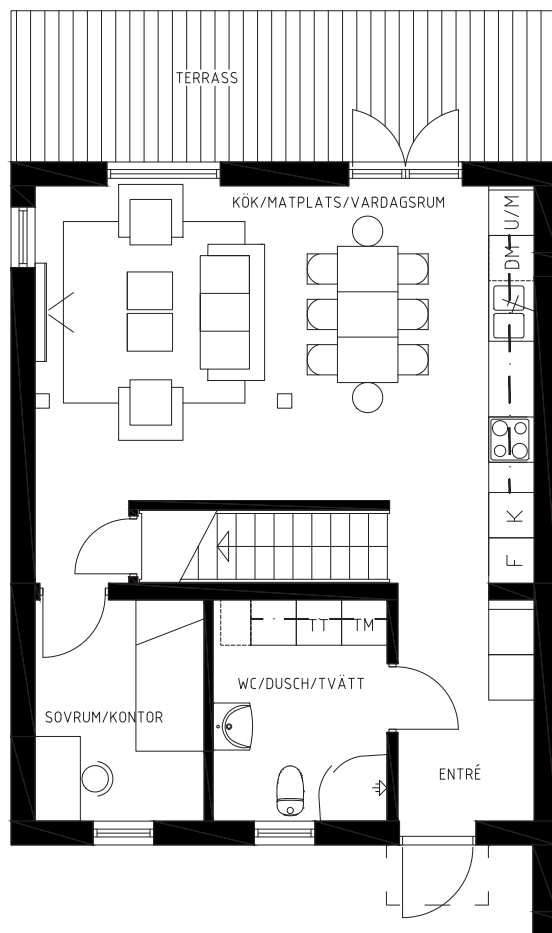 TERRASS
KÖK/MATPLATS/VARDAGSRUM
U/M
DM
K
F
TT
TM
WC/DUSCH/TVÄTT
SOVRUM/KONTOR
ENTRÉ